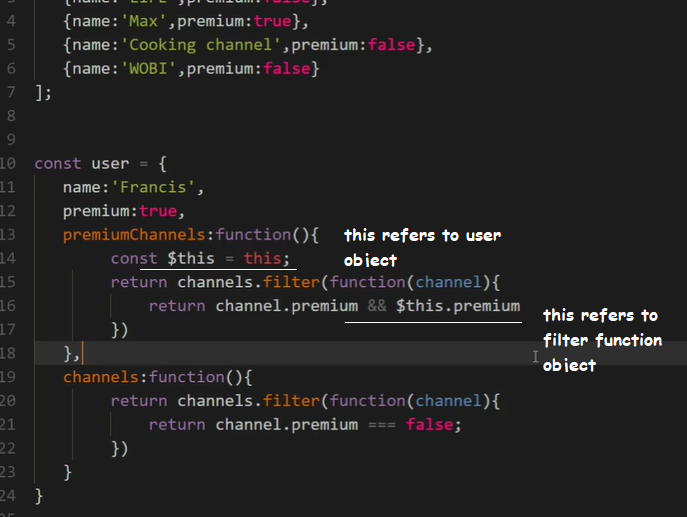 3 {name:'LIFE',premium:false},
4 {name:'Max',premium:true},
5 {name:'Cooking channel',premium:false},
6 {name:'WOBI',premium:false}
7 ];
8
9
10 const user = {
11 name:'Francis',
12 premium:true,
13 premiumChannels:function(){
this refers to user
object
14 const $this = this;
15 return channels.filter(function(channel){
16 return channel.premium && $this.premium
this refers to
filter function
object
17 })
18 },
19 channels:function(){
20 return channels.filter(function(channel){
21 return channel.premium === false;
22 })
23 }
24 }